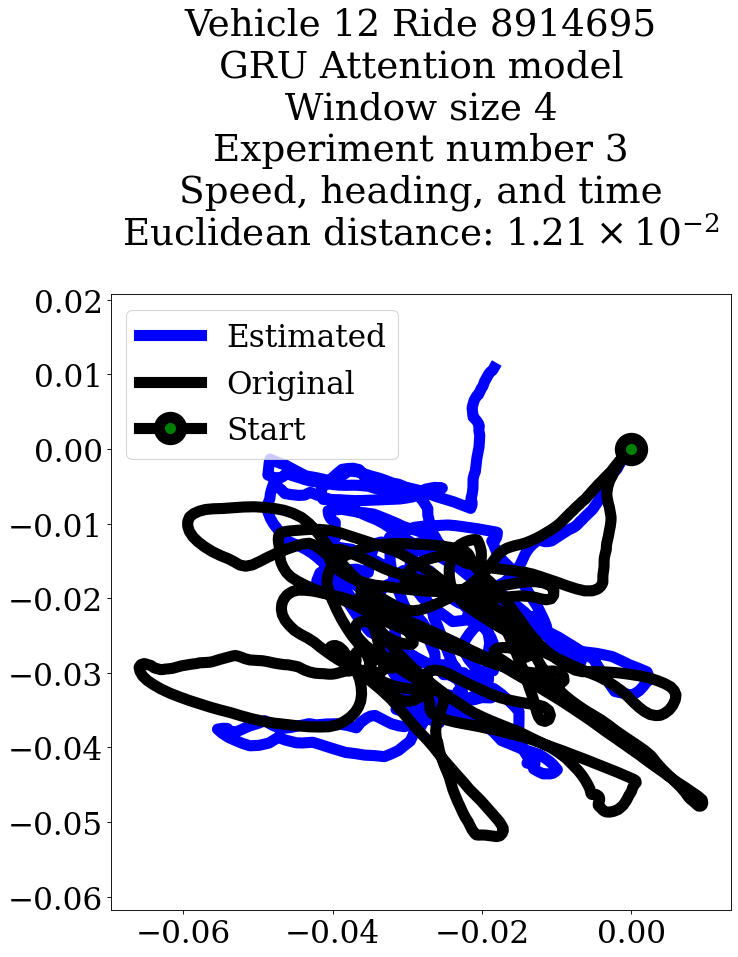 Vehicle 12 Ride 8914695
GRU Attention model
Window size 4
Experiment number 3
Speed, heading, and time
Euclidean distance: 1.21 × 10⁻²
0.02
0.01
0.00
−0.01
−0.02
−0.03
−0.04
−0.05
−0.06
Estimated
Original
Start
−0.06
−0.04
−0.02
0.00